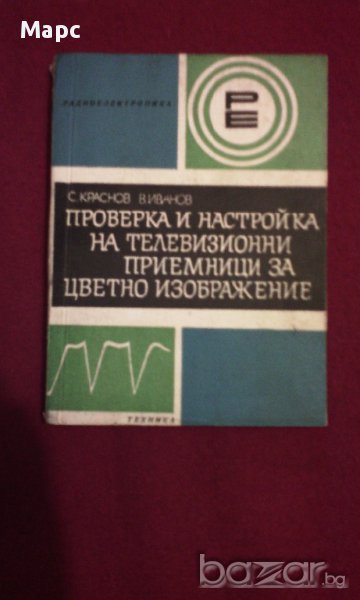 Марс
РАДИОЕЛЕКТРОНИКА
РЕ
С. КРАСНОВ В. ИВАНОВ
ПРОВЕРКА И НАСТРОЙКА
НА ТЕЛЕВИЗИОННИ
ПРИЕМНИЦИ ЗА
ЦВЕТНО ИЗОБРАЖЕНИЕ
ТЕХНИКА
bazar.bg